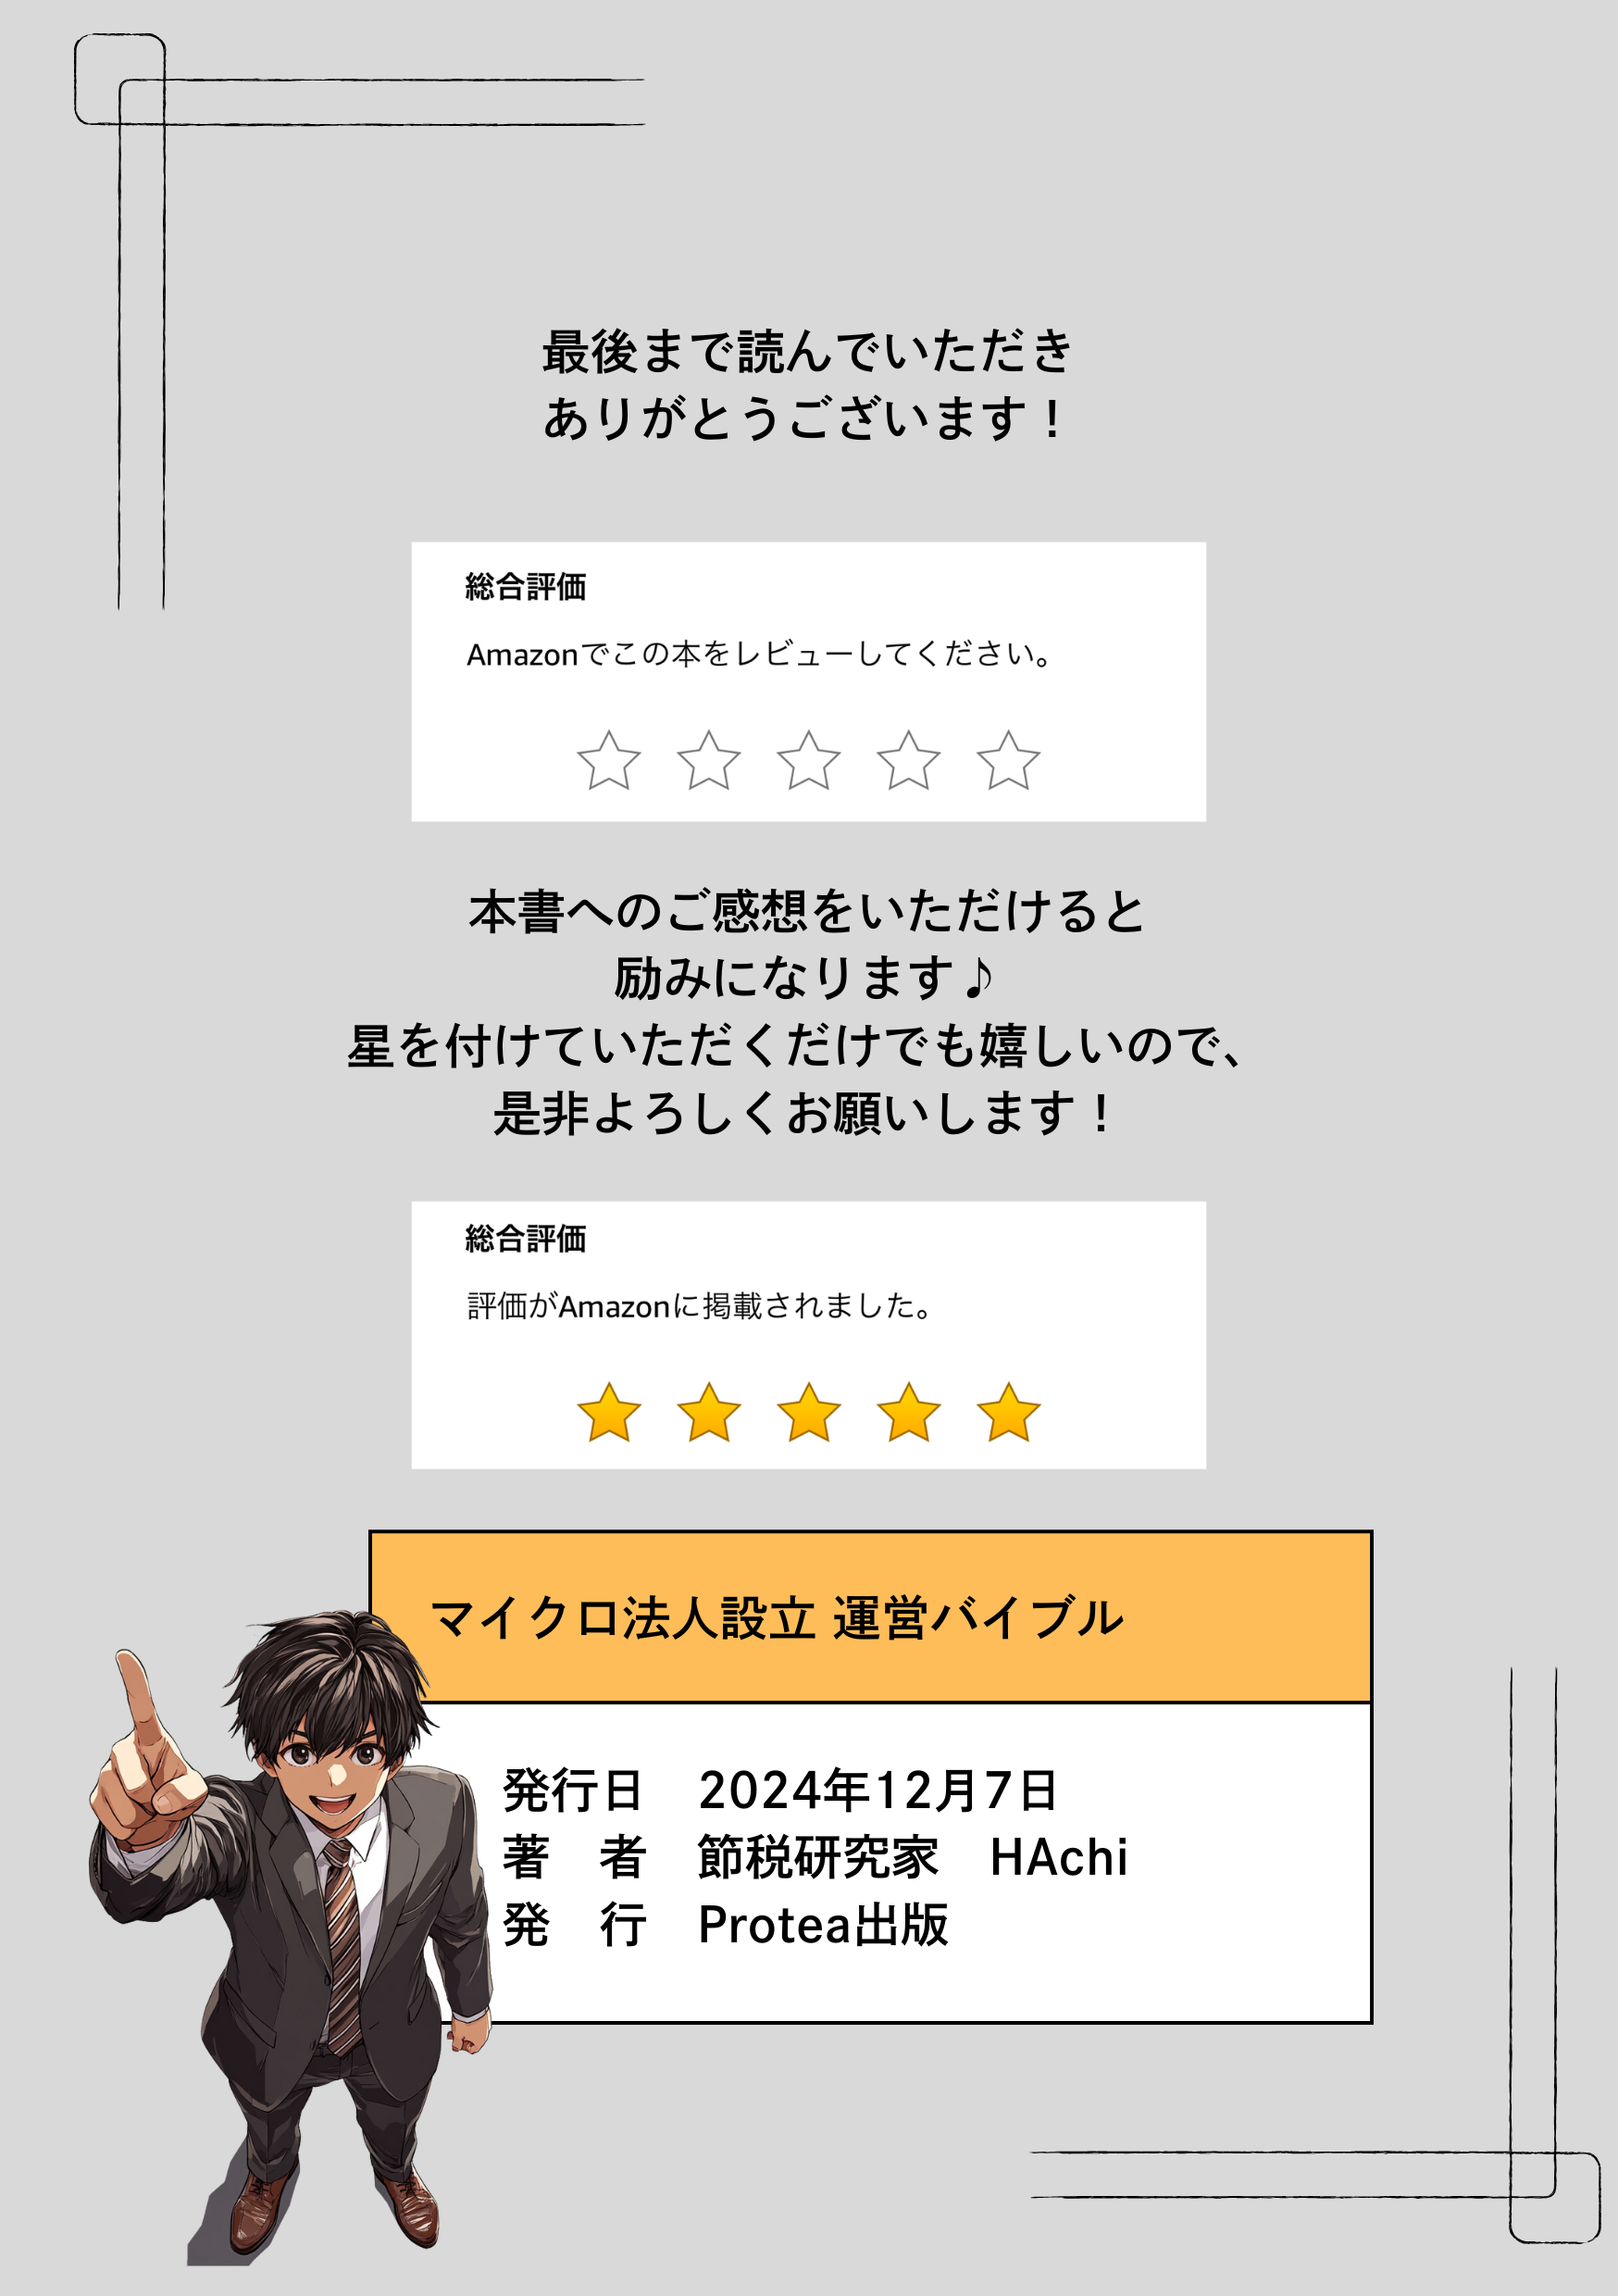 最後まで読んでいただき
ありがとうございます！
総合評価
Amazonでこの本をレビューしてください。
本書へのご感想をいただけると
励みになります♪
星を付けていただくだけでも嬉しいので、
是非よろしくお願いします！
総合評価
評価がAmazonに掲載されました。
マイクロ法人設立 運営バイブル
発行日　2024年12月7日
著　者　節税研究家　HAchi
発　行　Protea出版